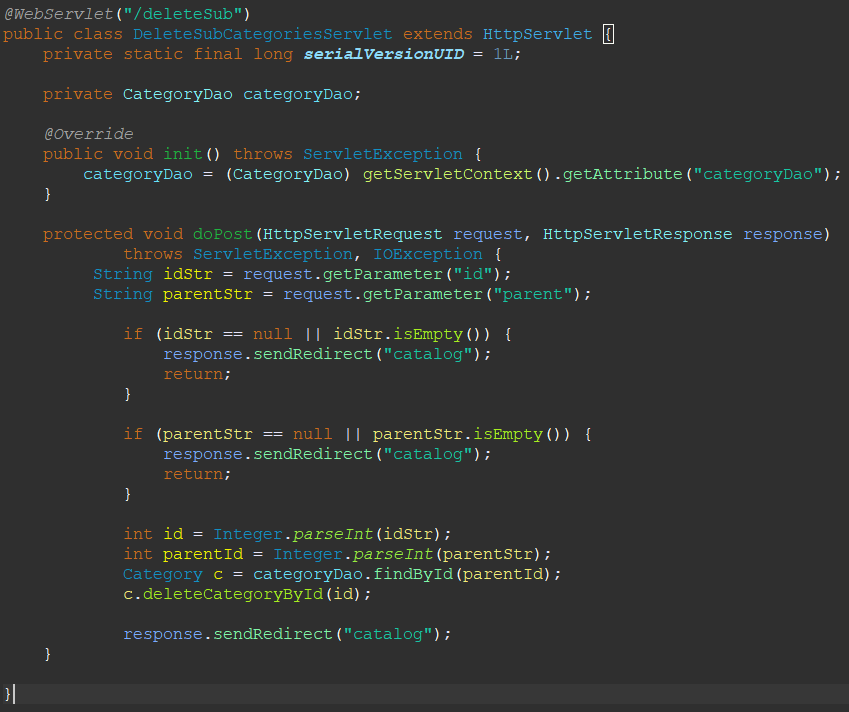 @WebServlet("/deleteSub")
public class DeleteSubCategoriesServlet extends HttpServlet {
    private static final long serialVersionUID = 1L;

    private CategoryDao categoryDao;

    @Override
    public void init() throws ServletException {
        categoryDao = (CategoryDao) getServletContext().getAttribute("categoryDao");
    }

    protected void doPost(HttpServletRequest request, HttpServletResponse response)
            throws ServletException, IOException {
         String idStr = request.getParameter("id");
         String parentStr = request.getParameter("parent");

            if (idStr == null || idStr.isEmpty()) {
                response.sendRedirect("catalog");
                return;
            }

            if (parentStr == null || parentStr.isEmpty()) {
                response.sendRedirect("catalog");
                return;
            }

            int id = Integer.parseInt(idStr);
            int parentId = Integer.parseInt(parentStr);
            Category c = categoryDao.findById(parentId);
            c.deleteCategoryById(id);

            response.sendRedirect("catalog");
    }

}